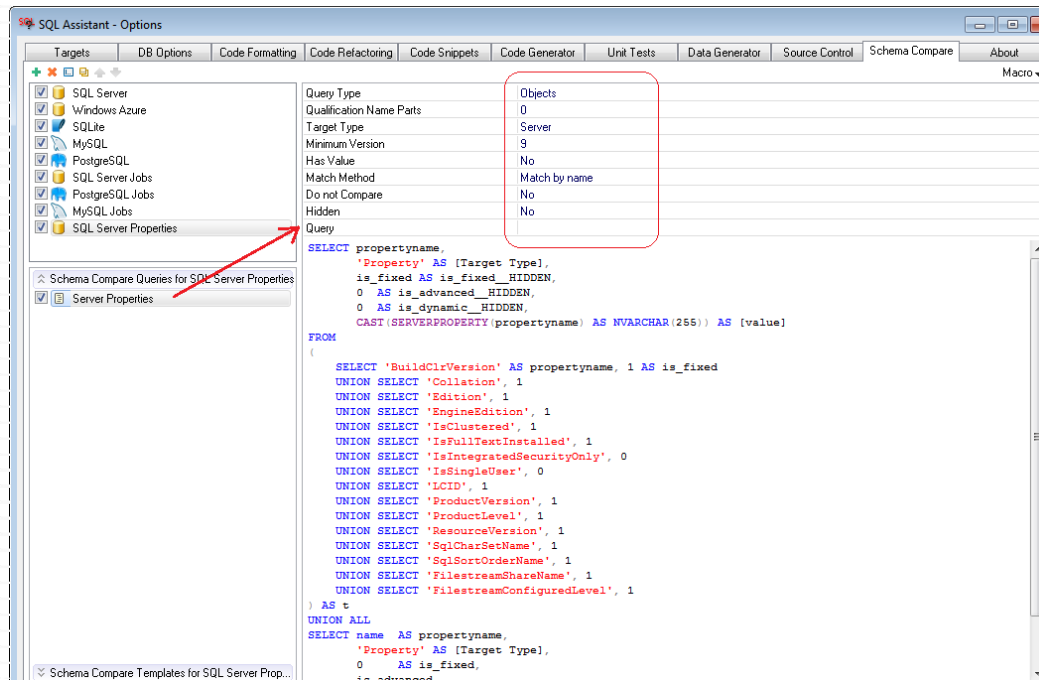 SQL Assistant - Options
Targets DB Options Code Formatting Code Refactoring Code Snippets Code Generator Unit Tests Data Generator Source Control Schema Compare About
Macro
SQL Server
Windows Azure
SQLite
MySQL
PostgreSQL
SQL Server Jobs
PostgreSQL Jobs
MySQL Jobs
SQL Server Properties
Schema Compare Queries for SQL Server Properties
Server Properties
Schema Compare Templates for SQL Server Prop...
Query Type Objects
Qualification Name Parts 0
Target Type Server
Minimum Version 9
Has Value No
Match Method Match by name
Do not Compare No
Hidden No
Query
SELECT propertyname,
'Property' AS [Target Type],
is_fixed AS is_fixed__HIDDEN,
0 AS is_advanced__HIDDEN,
0 AS is_dynamic__HIDDEN,
CAST(SERVERPROPERTY(propertyname) AS NVARCHAR(255)) AS [value]
FROM
(
SELECT 'BuildClrVersion' AS propertyname, 1 AS is_fixed
UNION SELECT 'Collation', 1
UNION SELECT 'Edition', 1
UNION SELECT 'EngineEdition', 1
UNION SELECT 'IsClustered', 1
UNION SELECT 'IsFullTextInstalled', 1
UNION SELECT 'IsIntegratedSecurityOnly', 0
UNION SELECT 'IsSingleUser', 0
UNION SELECT 'LCID', 1
UNION SELECT 'ProductVersion', 1
UNION SELECT 'ProductLevel', 1
UNION SELECT 'ResourceVersion', 1
UNION SELECT 'SqlCharSetName', 1
UNION SELECT 'SqlSortOrderName', 1
UNION SELECT 'FilestreamShareName', 1
UNION SELECT 'FilestreamConfiguredLevel', 1
) AS t
UNION ALL
SELECT name AS propertyname,
'Property' AS [Target Type],
0 AS is_fixed,
is_advanced